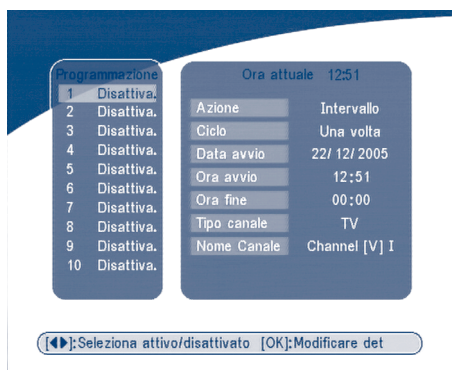 Programmazione
1 Disattiva.
2 Disattiva.
3 Disattiva.
4 Disattiva.
5 Disattiva.
6 Disattiva.
7 Disattiva.
8 Disattiva.
9 Disattiva.
10 Disattiva.
Ora attuale 12:51
Azione Intervallo
Ciclo Una volta
Data avvio 22/12/2005
Ora avvio 12:51
Ora fine 00:00
Tipo canale TV
Nome Canale Channel [V] I
[◀▶]:Seleziona attivo/disattivato [OK]:Modificare det